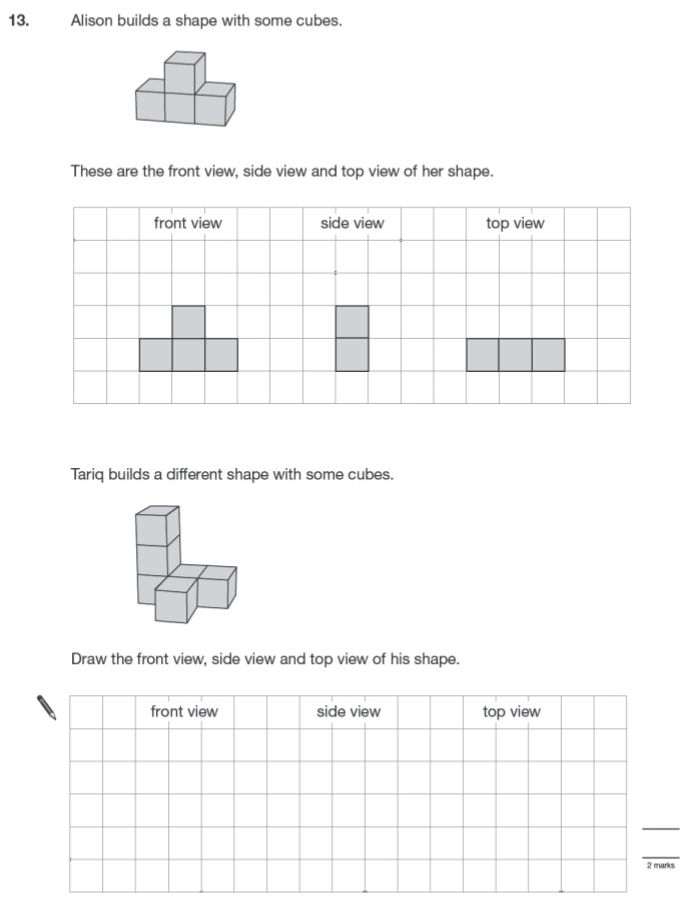 13. Alison builds a shape with some cubes.
These are the front view, side view and top view of her shape.
front view side view top view
Tariq builds a different shape with some cubes.
Draw the front view, side view and top view of his shape.
front view side view top view
2 marks